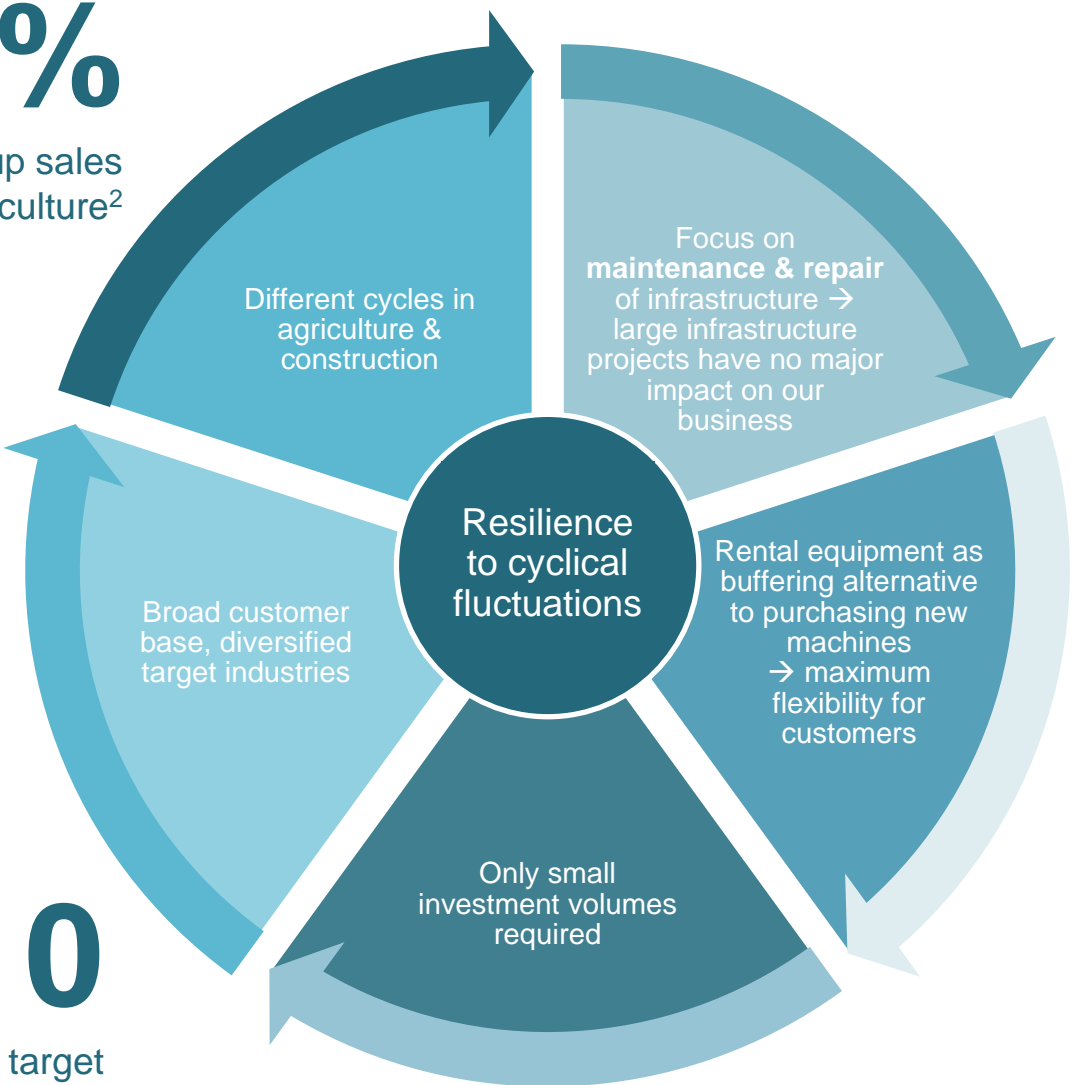 %
up sales
culture2
Different cycles in
agriculture &
construction
Focus on
maintenance & repair
of infrastructure →
large infrastructure
projects have no major
impact on our
business
Resilience
to cyclical
fluctuations
Rental equipment as
buffering alternative
to purchasing new
machines
→ maximum
flexibility for
customers
Broad customer
base, diversified
target industries
Only small
investment volumes
required
0
target